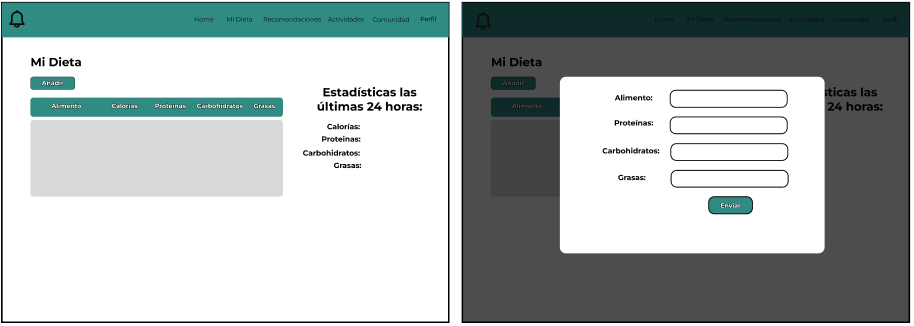 Home Mi Dieta Recomendaciones Actividades Comunidad Perfil
Mi Dieta
Añadir
Alimento Calorías Proteínas Carbohidratos Grasas
Estadísticas las
últimas 24 horas:
Calorías:
Proteinas:
Carbohidratos:
Grasas:
Home Mi Dieta Recomendaciones Actividades Comunidad Perfil
Mi Dieta
Añadir
Alimento
sticas las
24 horas:
Alimento:
Proteínas:
Carbohidratos:
Grasas:
Enviar